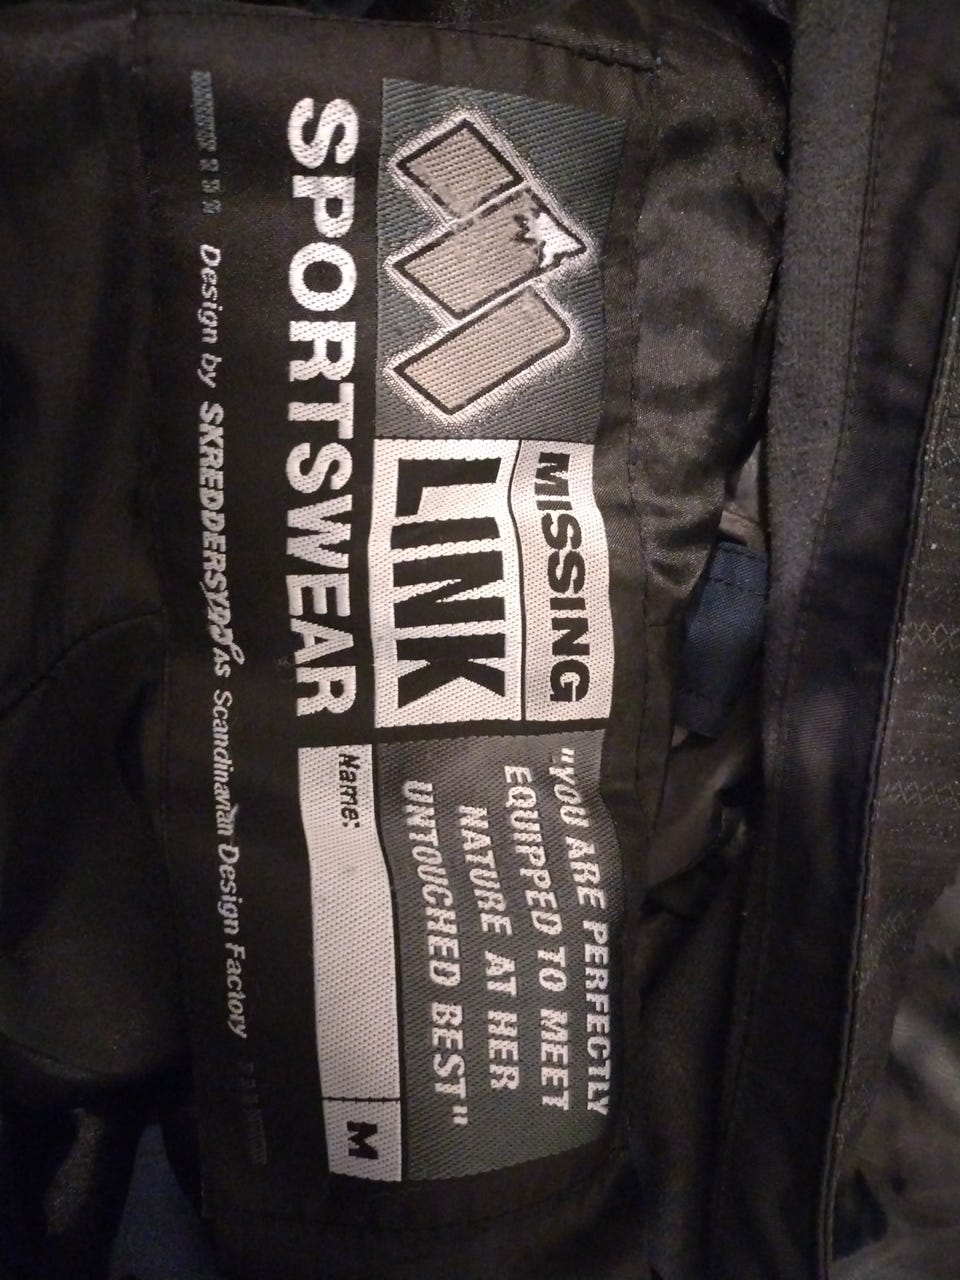 MISSING
LINK
SPORTSWEAR
"YOU ARE PERFECTLY
EQUIPPED TO MEET
NATURE AT HER
UNTOUCHED BEST"
Name:
M
Design by SKREDDERSYDD AS Scandinavian Design Factory